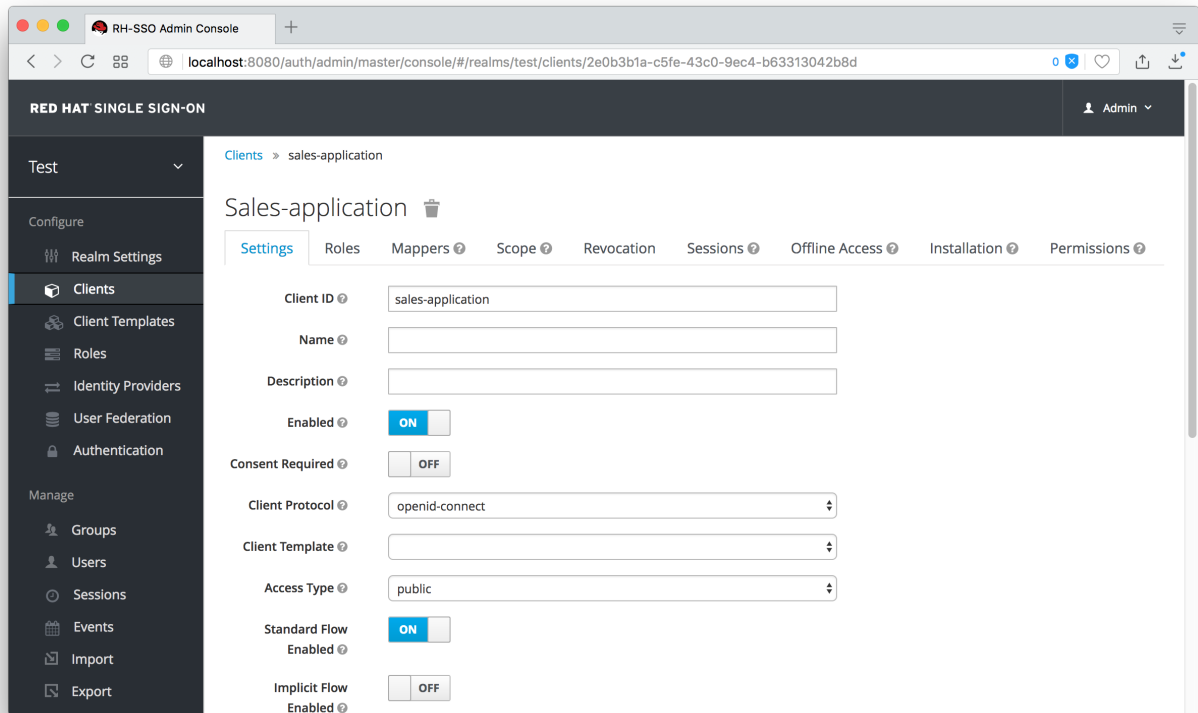 RH-SSO Admin Console
localhost:8080/auth/admin/master/console/#/realms/test/clients/2e0b3b1a-c5fe-43c0-9ec4-b63313042b8d
0
RED HAT SINGLE SIGN-ON
Admin
Test
Configure
Realm Settings
Clients
Client Templates
Roles
Identity Providers
User Federation
Authentication
Manage
Groups
Users
Sessions
Events
Import
Export
Clients » sales-application
Sales-application
Settings Roles Mappers Scope Revocation Sessions Offline Access Installation Permissions
Client ID sales-application
Name
Description
Enabled ON
Consent Required OFF
Client Protocol openid-connect
Client Template
Access Type public
Standard Flow
Enabled ON
Implicit Flow
Enabled OFF